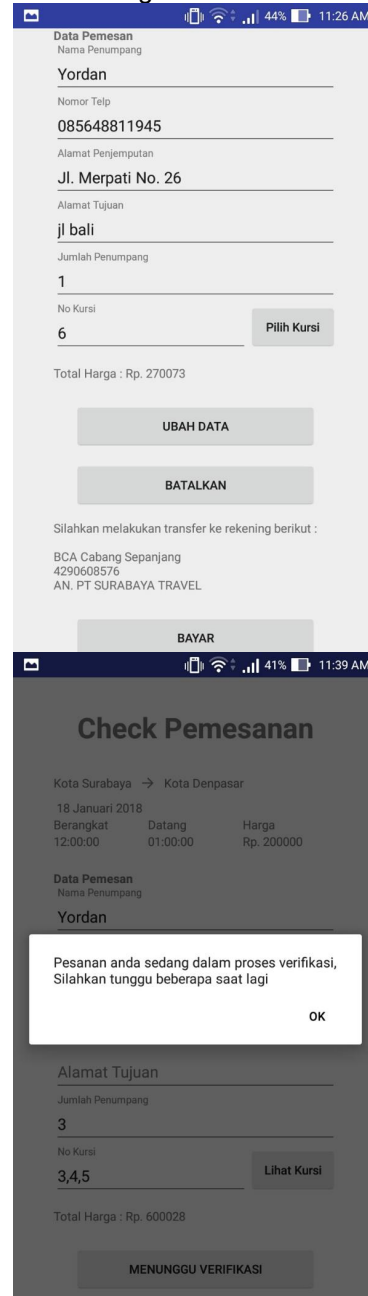 44% 11:26 AM
Data Pemesan
Nama Penumpang
Yordan
Nomor Telp
085648811945
Alamat Penjemputan
Jl. Merpati No. 26
Alamat Tujuan
jl bali
Jumlah Penumpang
1
No Kursi
6 Pilih Kursi
Total Harga : Rp. 270073
UBAH DATA
BATALKAN
Silahkan melakukan transfer ke rekening berikut :
BCA Cabang Sepanjang
4290608576
AN. PT SURABAYA TRAVEL
BAYAR
41% 11:39 AM
Check Pemesanan
Kota Surabaya → Kota Denpasar
18 Januari 2018
Berangkat Datang Harga
12:00:00 01:00:00 Rp. 200000
Data Pemesan
Nama Penumpang
Yordan
Pesanan anda sedang dalam proses verifikasi,
Silahkan tunggu beberapa saat lagi
OK
Alamat Tujuan
Jumlah Penumpang
3
No Kursi
3,4,5 Lihat Kursi
Total Harga : Rp. 600028
MENUNGGU VERIFIKASI